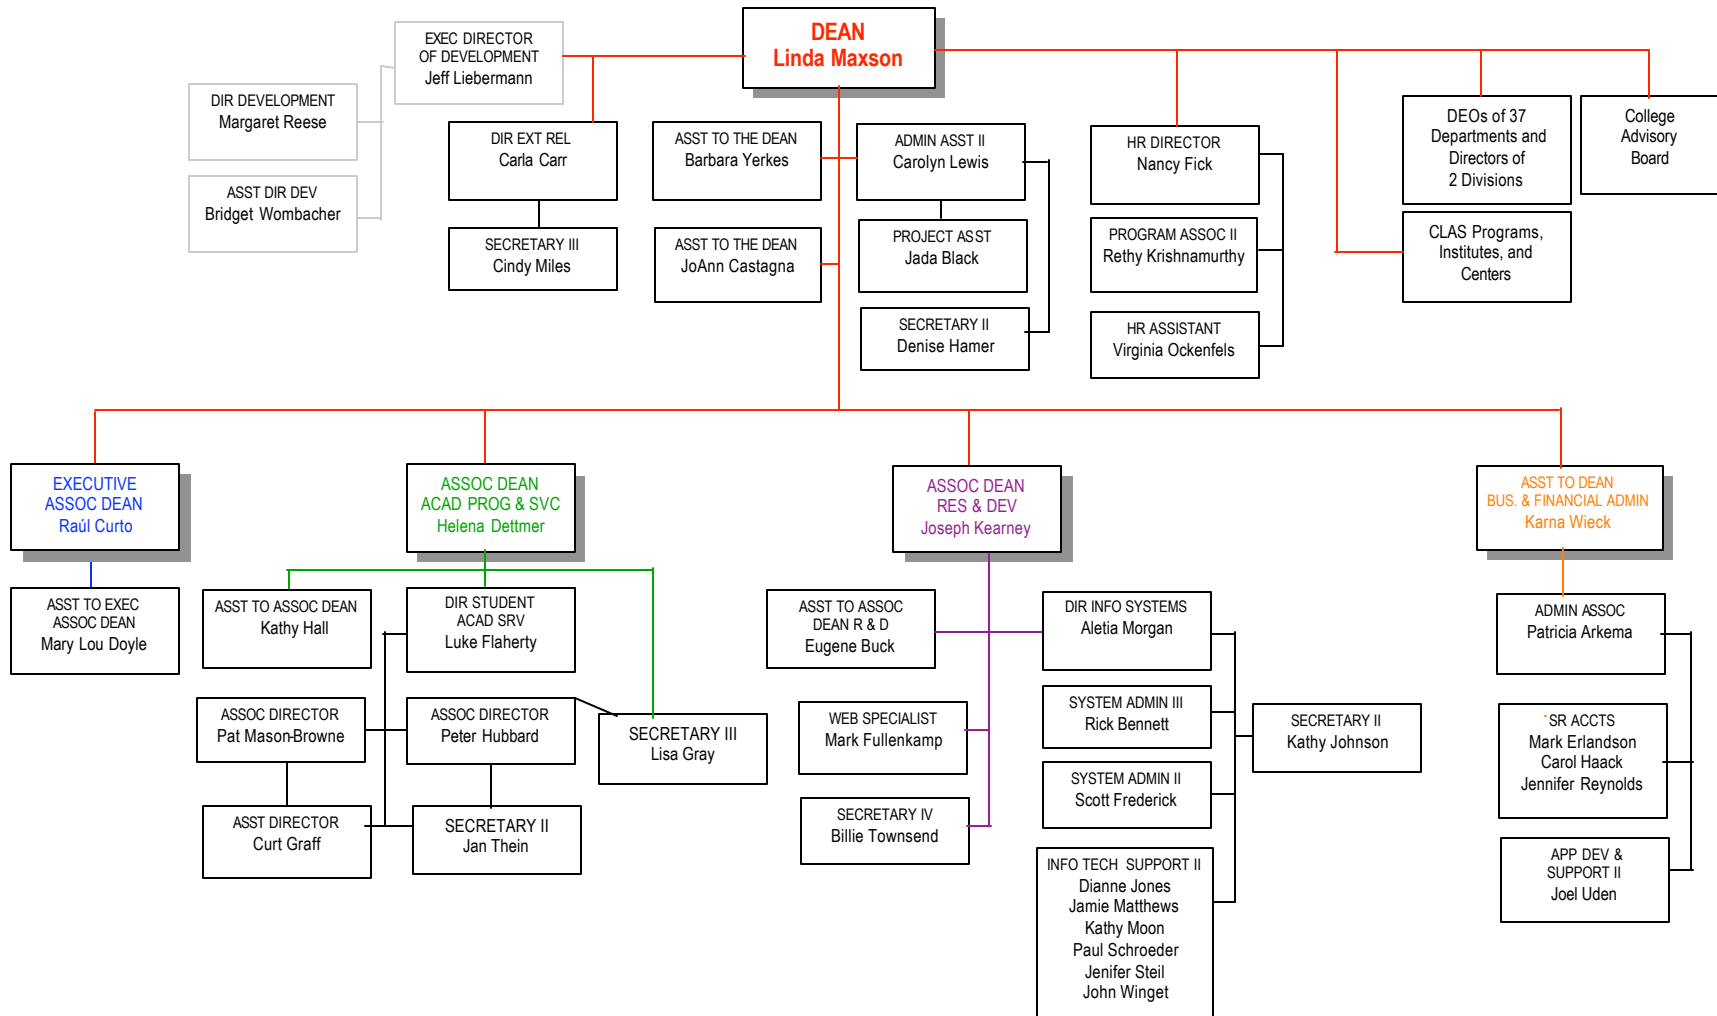 DEAN
Linda Maxson
EXEC DIRECTOR
OF DEVELOPMENT
Jeff Liebermann
DIR DEVELOPMENT
Margaret Reese
ASST DIR DEV
Bridget Wombacher
DIR EXT REL
Carla Carr
SECRETARY III
Cindy Miles
ASST TO THE DEAN
Barbara Yerkes
ASST TO THE DEAN
JoAnn Castagna
ADMIN ASST II
Carolyn Lewis
PROJECT ASST
Jada Black
SECRETARY II
Denise Hamer
HR DIRECTOR
Nancy Fick
PROGRAM ASSOC II
Rethy Krishnamurthy
HR ASSISTANT
Virginia Ockenfels
DEOs of 37
Departments and
Directors of
2 Divisions
CLAS Programs,
Institutes, and
Centers
College
Advisory
Board
EXECUTIVE
ASSOC DEAN
Raúl Curto
ASST TO EXEC
ASSOC DEAN
Mary Lou Doyle
ASSOC DEAN
ACAD PROG & SVC
Helena Dettmer
ASST TO ASSOC DEAN
Kathy Hall
DIR STUDENT
ACAD SRV
Luke Flaherty
ASSOC DIRECTOR
Pat Mason-Browne
ASSOC DIRECTOR
Peter Hubbard
SECRETARY III
Lisa Gray
ASST DIRECTOR
Curt Graff
SECRETARY II
Jan Thein
ASSOC DEAN
RES & DEV
Joseph Kearney
ASST TO ASSOC
DEAN R & D
Eugene Buck
WEB SPECIALIST
Mark Fullenkamp
SECRETARY IV
Billie Townsend
DIR INFO SYSTEMS
Aletia Morgan
SYSTEM ADMIN III
Rick Bennett
SYSTEM ADMIN II
Scott Frederick
INFO TECH SUPPORT II
Dianne Jones
Jamie Matthews
Kathy Moon
Paul Schroeder
Jenifer Steil
John Winget
SECRETARY II
Kathy Johnson
ASST TO DEAN
BUS. & FINANCIAL ADMIN
Karna Wieck
ADMIN ASSOC
Patricia Arkema
SR ACCTS
Mark Erlandson
Carol Haack
Jennifer Reynolds
APP DEV &
SUPPORT II
Joel Uden